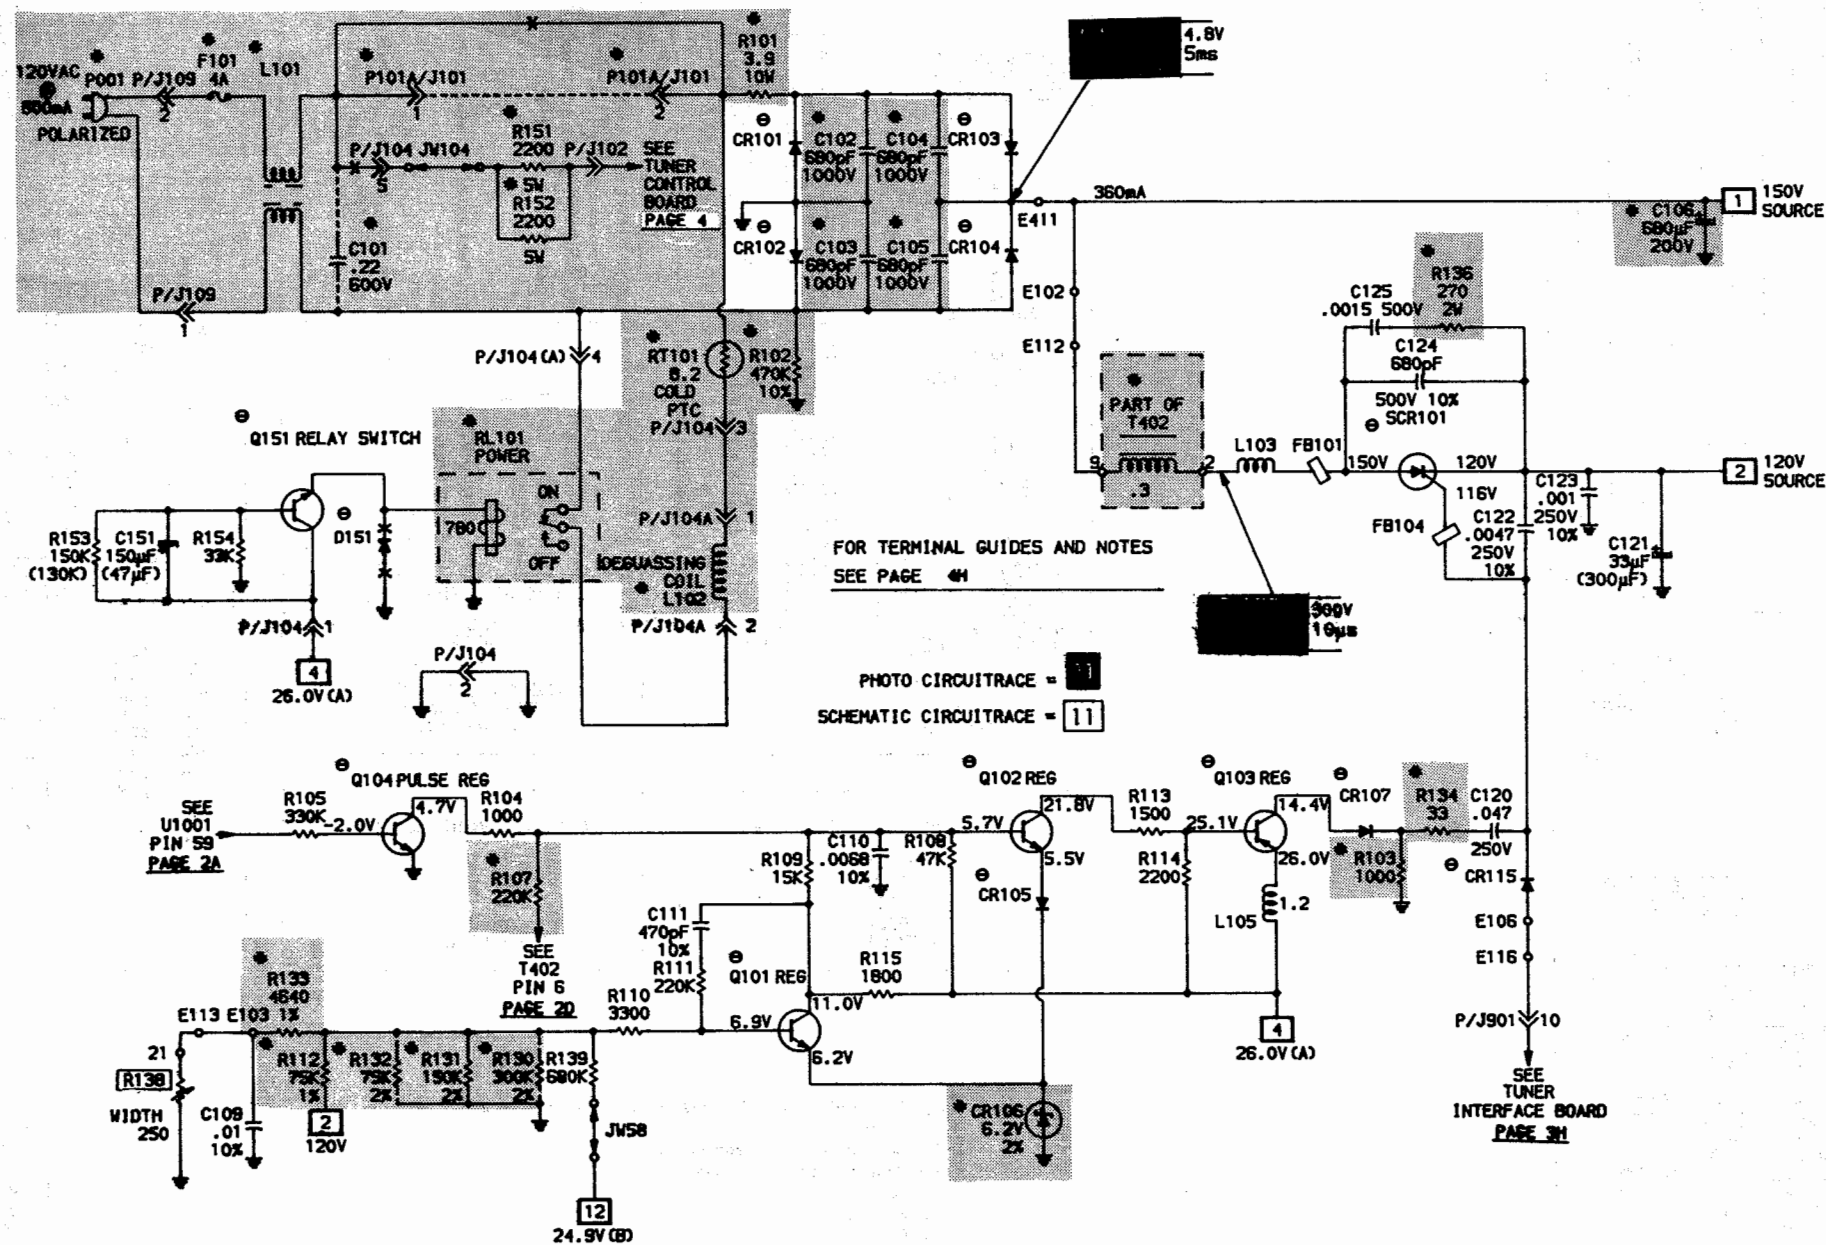 120VAC
@
880mA
POLARIZED
P001
P/J109
2
F101
4A
L101
P/J109
1
P101A/J101
1
P101A/J101
2
P/J104
5
JW104
R151
2200
5W
R152
2200
5W
P/J102
SEE
TUNER
CONTROL
BOARD
PAGE 4
C101
.22
600V
R101
3.9
10W
CR101
CR102
C102
680pF
1000V
C104
680pF
1000V
C103
680pF
1000V
C105
680pF
1000V
CR103
CR104
4.8V
5ms
E411
360mA
1
150V
SOURCE
C106
680µF
200V
E102
E112
PART OF
T402
9
2
.3
L103
FB101
C125
.0015 500V
R136
270
2W
C124
680pF
500V 10%
SCR101
150V
120V
116V
FB104
C122
.0047
250V
10%
C123
.001
250V
10%
C121
33µF
(300µF)
2
120V
SOURCE
P/J104(A)
4
RT101
8.2
COLD
PTC
R102
470K
10%
P/J104
3
P/J104A
1
DEGUASSING
COIL
L102
P/J104A
2
Q151 RELAY SWITCH
R153
150K
(130K)
C151
150µF
(47µF)
R154
33K
D151
RL101
POWER
780
ON
OFF
P/J104
1
4
26.0V(A)
P/J104
2
FOR TERMINAL GUIDES AND NOTES
SEE PAGE 4H
300V
10µs
PHOTO CIRCUITRACE = 11
SCHEMATIC CIRCUITRACE = 11
SEE
U1001
PIN 59
PAGE 2A
R105
330K
-2.0V
Q104 PULSE REG
4.7V
R104
1000
R107
220K
SEE
T402
PIN 6
PAGE 2D
R109
15K
C110
.0068
10%
R108
47K
Q102 REG
5.7V
21.8V
5.5V
CR105
R113
1500
R114
2200
Q103 REG
25.1V
14.4V
26.0V
L105
1.2
CR107
R103
1000
R134
33
C120
.047
250V
CR115
E106
E116
P/J901
10
SEE
TUNER
INTERFACE BOARD
PAGE 3H
C111
470pF
10%
R111
220K
R110
3300
Q101 REG
6.9V
11.0V
6.2V
R115
1800
4
26.0V(A)
CR106
6.2V
2%
E113
E103
R133
4640
1%
21
R138
WIDTH
250
C109
.01
10%
R112
75K
1%
R132
75K
2%
R131
150K
2%
R130
300K
2%
R139
680K
2
120V
JW58
12
24.9V(B)